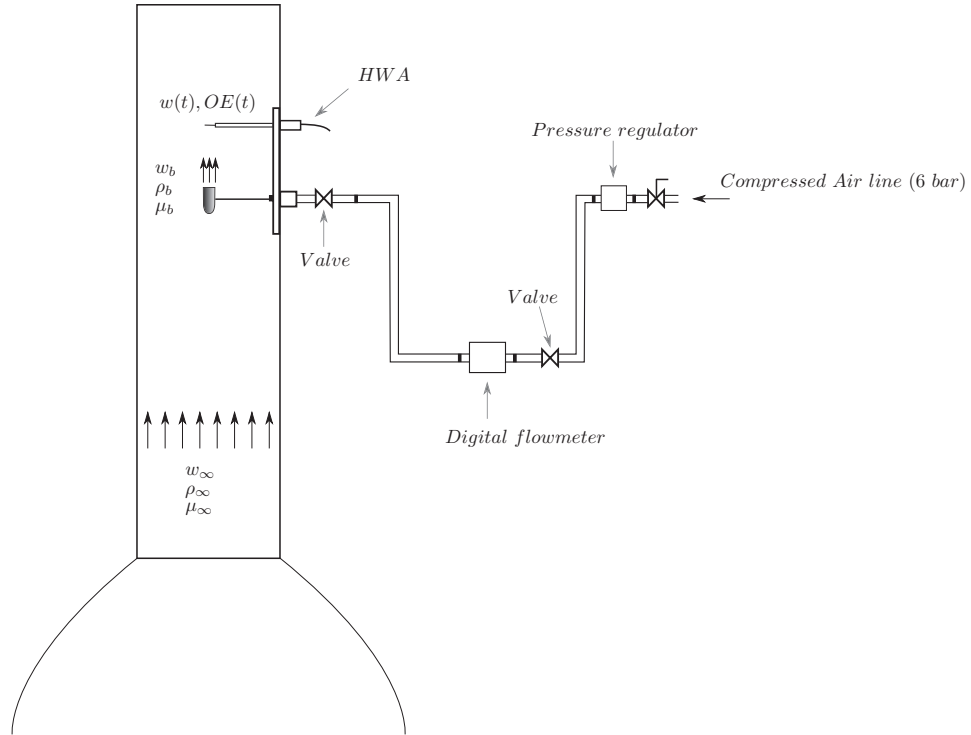 HWA
w(t), OE(t)
Pressure regulator
w_b
ρ_b
μ_b
Compressed Air line (6 bar)
Valve
Valve
Digital flowmeter
w_∞
ρ_∞
μ_∞